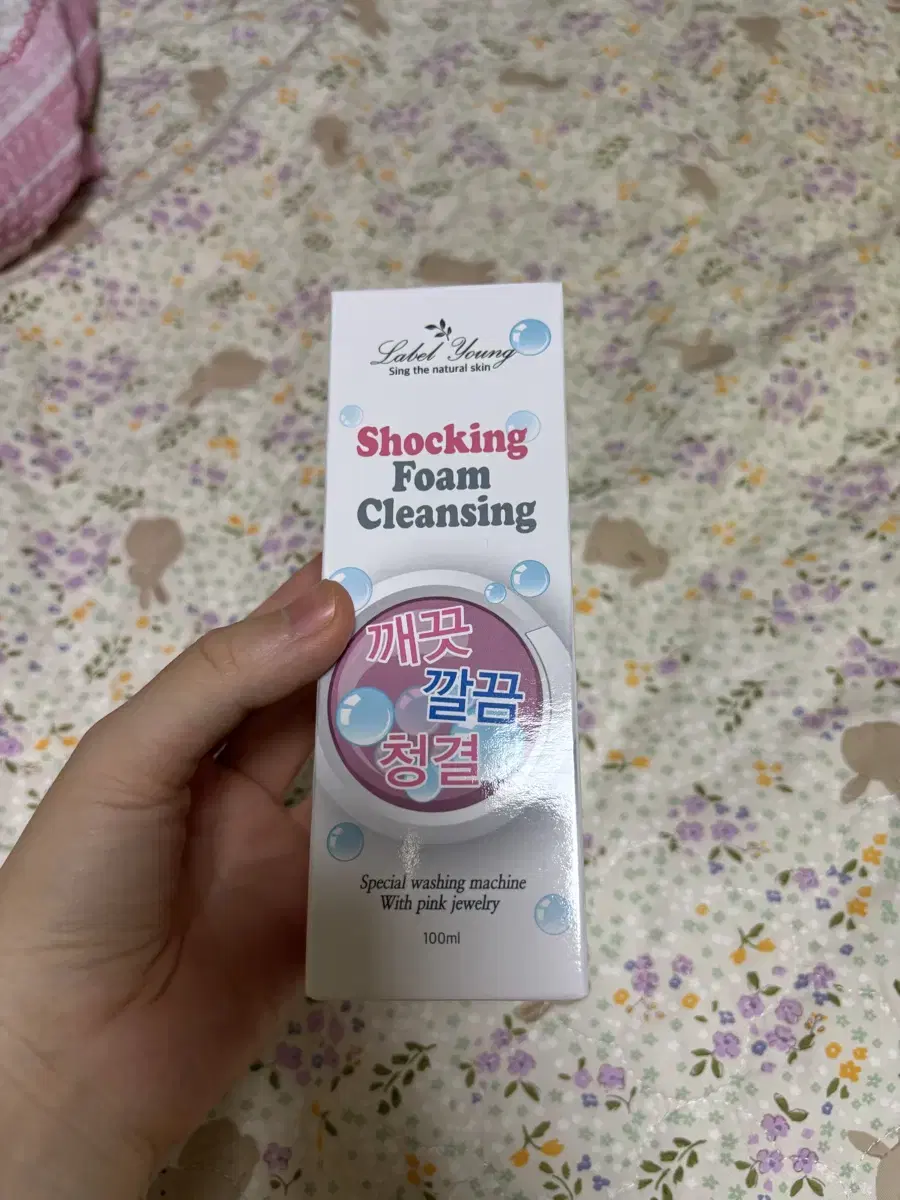 Label Young
Sing the natural skin
Shocking
Foam
Cleansing
깨끗
깔끔
청결
Special washing machine
With pink jewelry
100ml